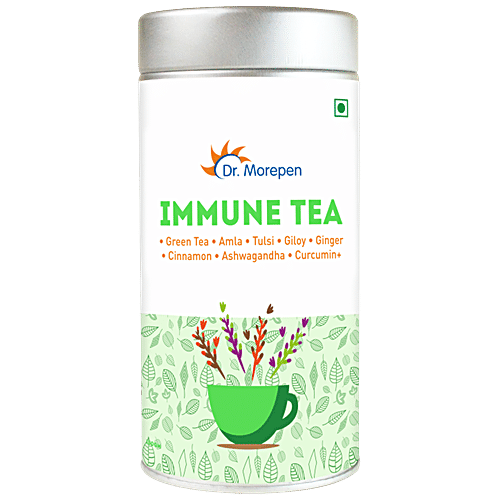 Dr. Morepen
IMMUNE TEA
• Green Tea • Amla • Tulsi • Giloy • Ginger
• Cinnamon • Ashwagandha • Curcumin+